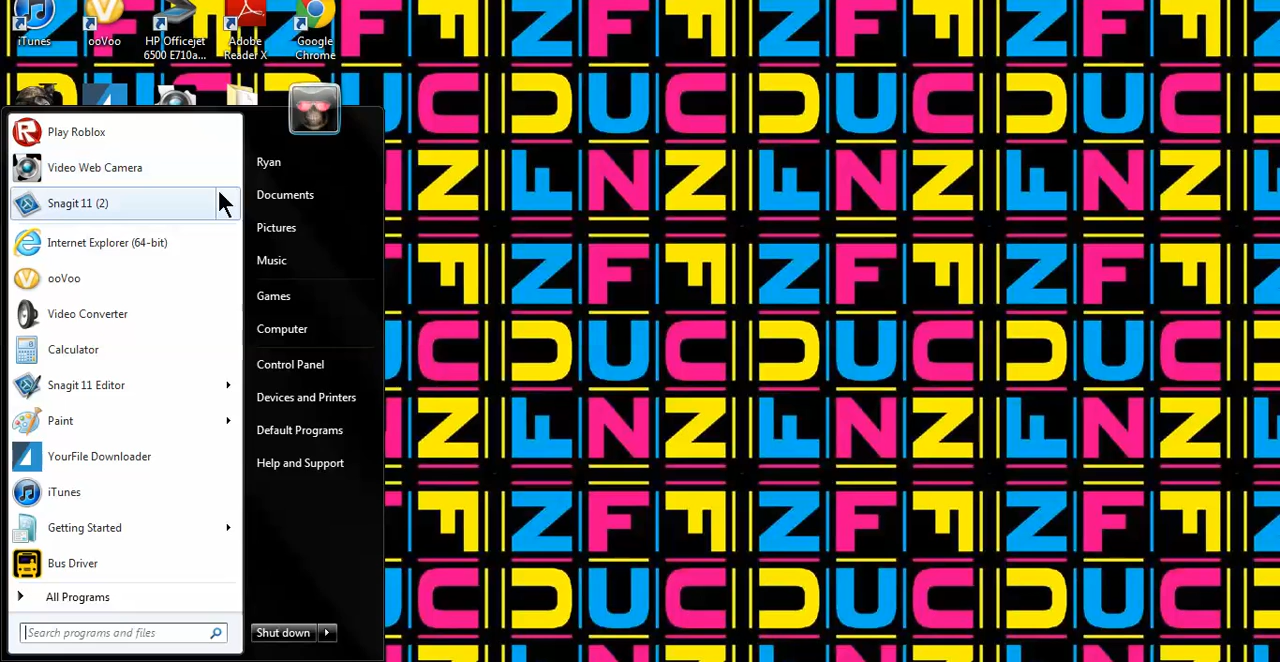 iTunes
ooVoo
HP Officejet
6500 E710a...
Adobe
Reader X
Google
Chrome
Play Roblox
Video Web Camera
Snagit 11 (2)
Internet Explorer (64-bit)
ooVoo
Video Converter
Calculator
Snagit 11 Editor
Paint
YourFile Downloader
iTunes
Getting Started
Bus Driver
All Programs
Search programs and files
Ryan
Documents
Pictures
Music
Games
Computer
Control Panel
Devices and Printers
Default Programs
Help and Support
Shut down
F N F F N F F N F F
C U U C U U C U U C
N F N N F N N F N N
F N F F N F F N F F
C U U C U U C U U C
N F N N F N N F N N
F N F F N F F N F F
C U U C U U C U U C